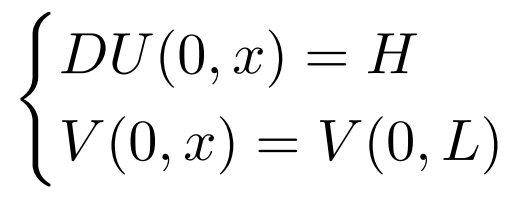 DU(0, x) = H
V(0, x) = V(0, L)